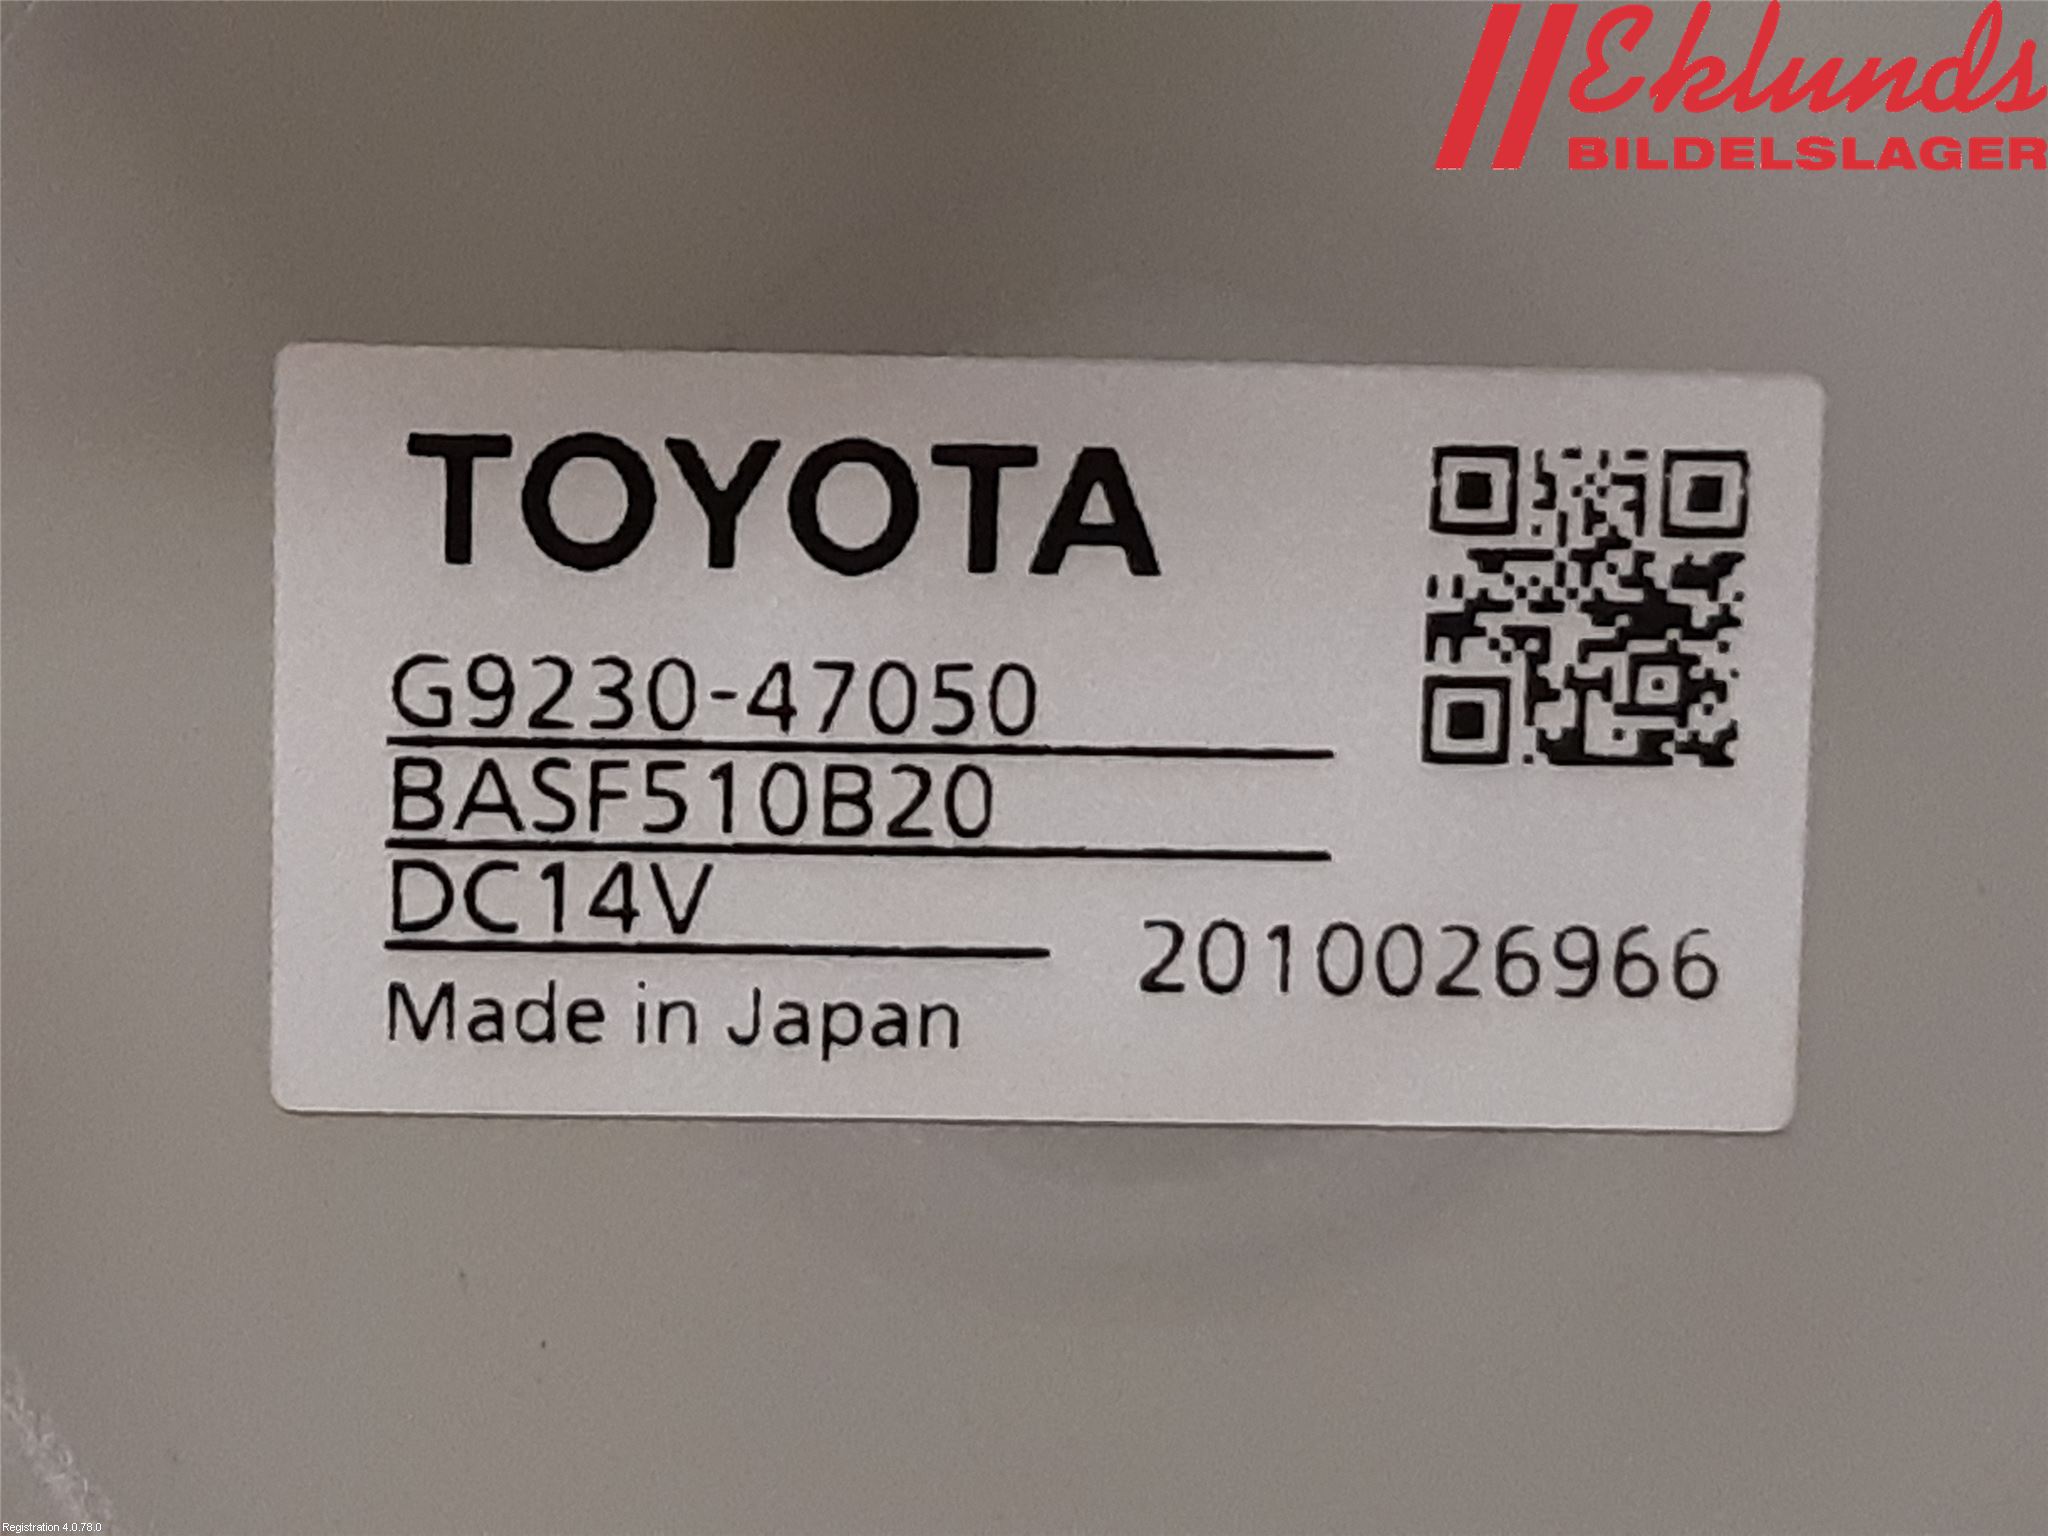 Eklunds
BILDELSLAGER
TOYOTA
G9230-47050
BASF510B20
DC14V
2010026966
Made in Japan
Registration 4.0.78.0